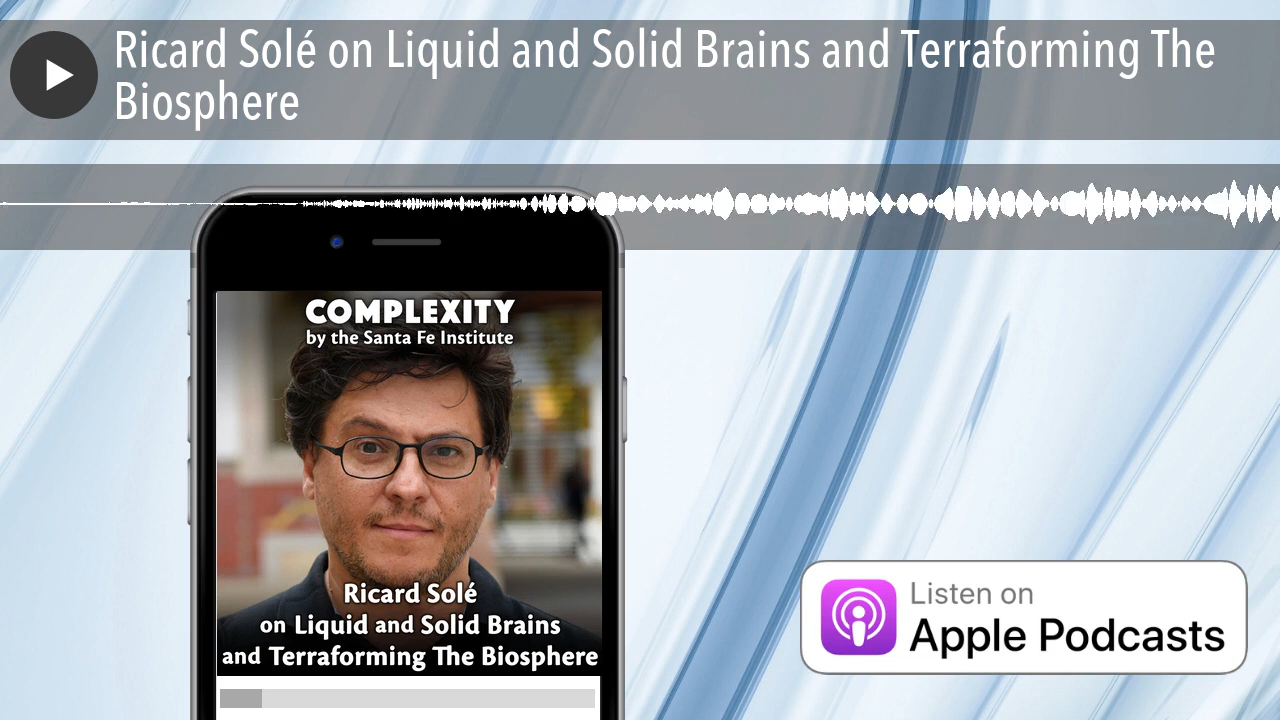 Ricard Solé on Liquid and Solid Brains and Terraforming The
Biosphere
COMPLEXITY
by the Santa Fe Institute
Ricard Solé
on Liquid and Solid Brains
and Terraforming The Biosphere
Listen on
Apple Podcasts